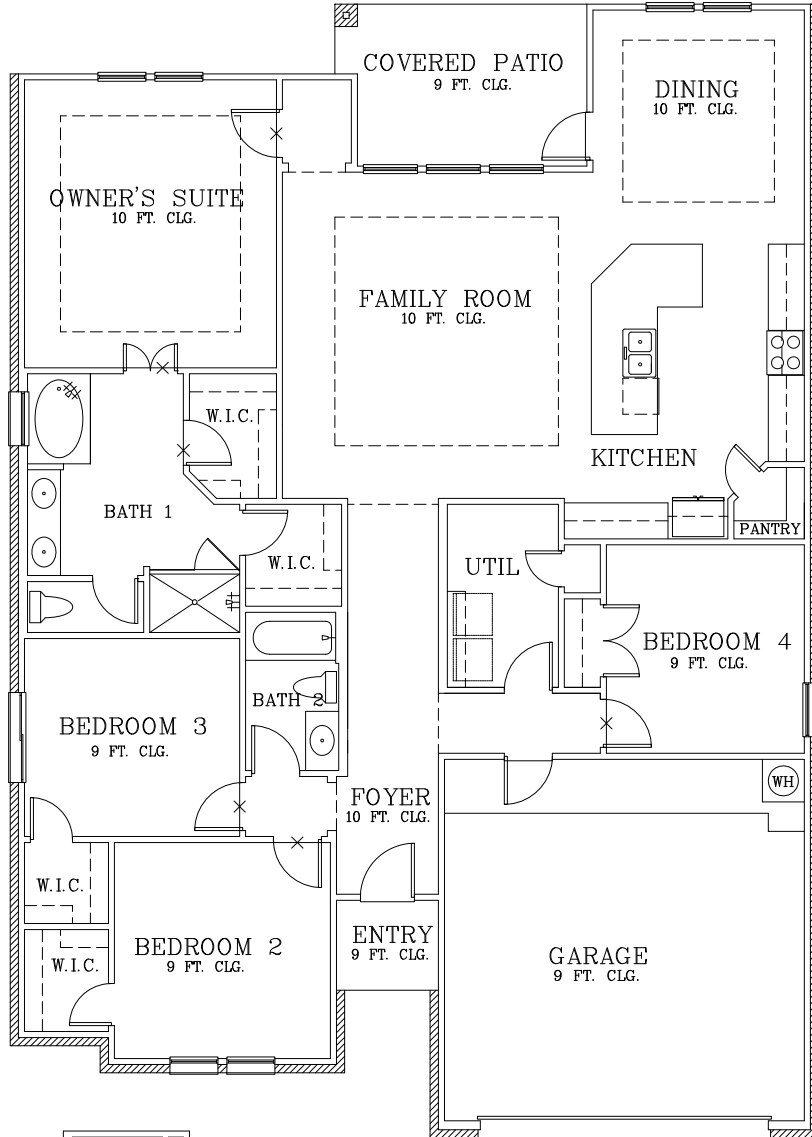 COVERED PATIO
9 FT. CLG.
DINING
10 FT. CLG.
OWNER'S SUITE
10 FT. CLG.
FAMILY ROOM
10 FT. CLG.
W.I.C.
KITCHEN
BATH 1
PANTRY
W.I.C.
UTIL
BEDROOM 4
9 FT. CLG.
BATH 2
BEDROOM 3
9 FT. CLG.
WH
FOYER
10 FT. CLG.
W.I.C.
ENTRY
9 FT. CLG.
BEDROOM 2
9 FT. CLG.
W.I.C.
GARAGE
9 FT. CLG.